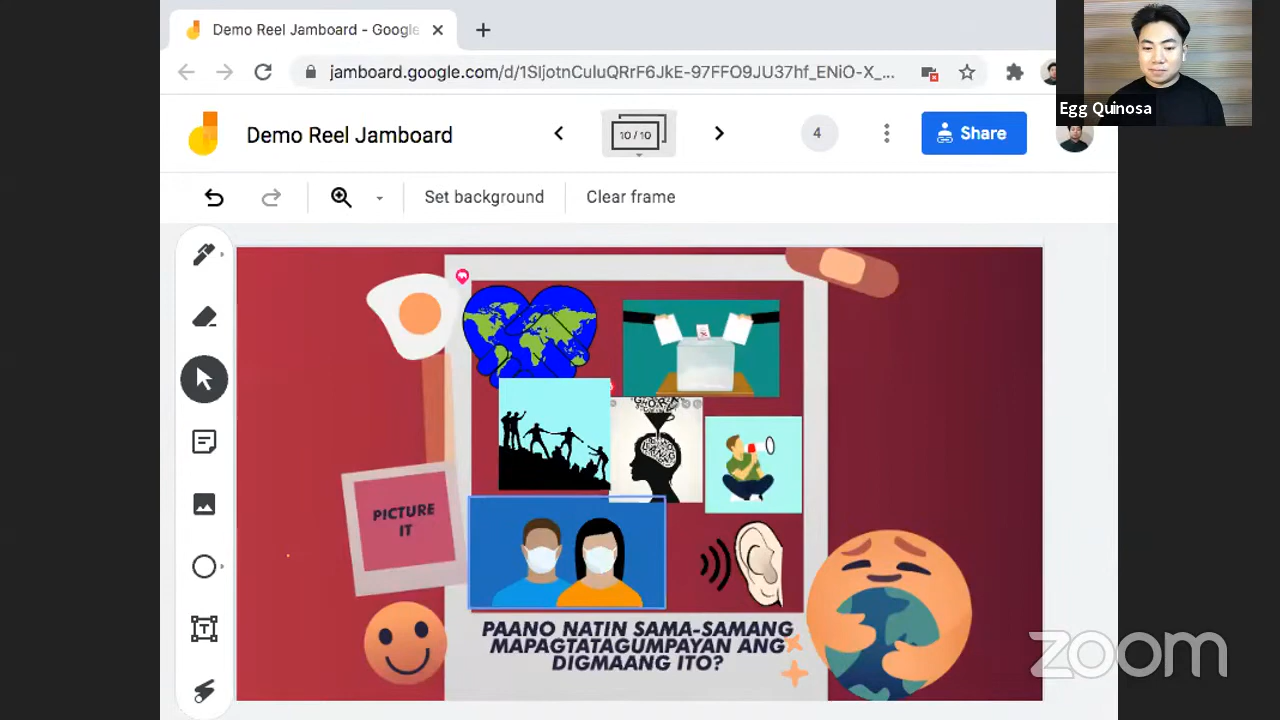 Demo Reel Jamboard - Google
jamboard.google.com/d/1SIjotnCuluQRrF6JkE-97FFO9JU37hf_ENiO-X_...
Egg Quinosa
Demo Reel Jamboard
10 / 10
4
Share
Set background
Clear frame
PICTURE
IT
PAANO NATIN SAMA-SAMANG
MAPAGTATAGUMPAYAN ANG
DIGMAANG ITO?
zoom